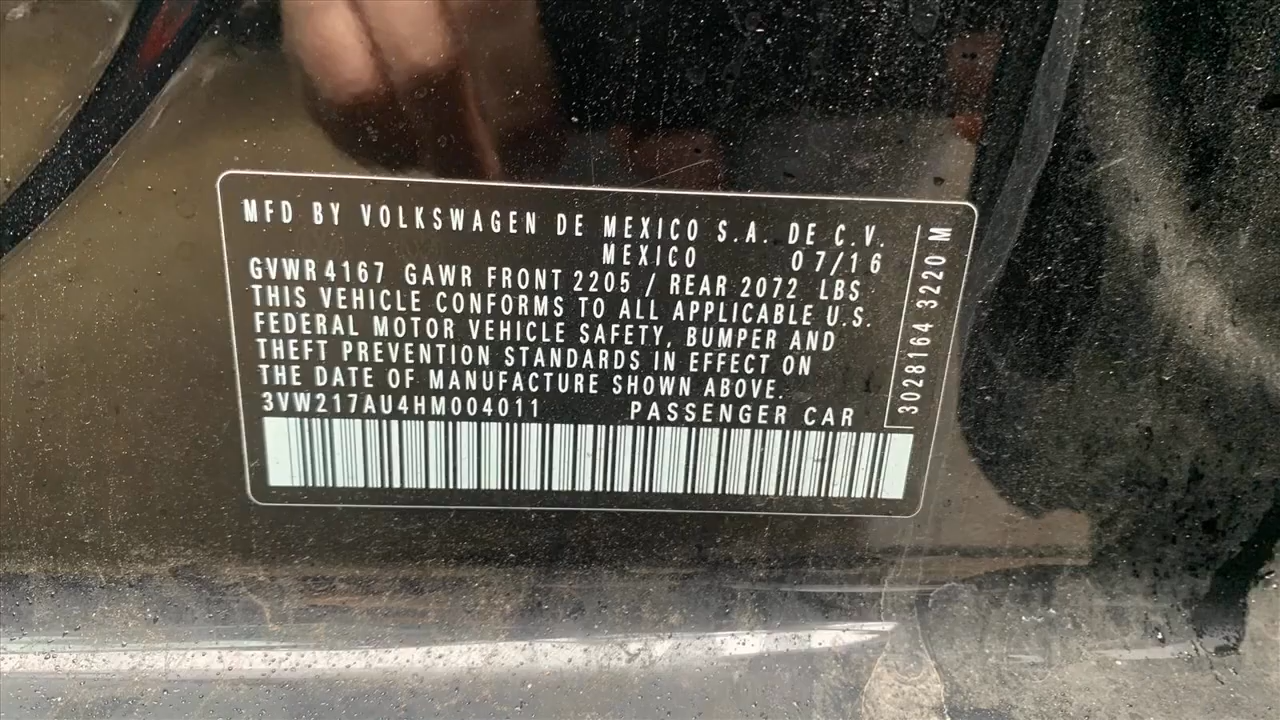 MFD BY VOLKSWAGEN DE MEXICO S.A. DE C.V.
MEXICO 07/16
GVWR 4167 GAWR FRONT 2205 / REAR 2072 LBS
THIS VEHICLE CONFORMS TO ALL APPLICABLE U.S.
FEDERAL MOTOR VEHICLE SAFETY, BUMPER AND
THEFT PREVENTION STANDARDS IN EFFECT ON
THE DATE OF MANUFACTURE SHOWN ABOVE.
3VW217AU4HM004011 PASSENGER CAR
3028164 3220 M